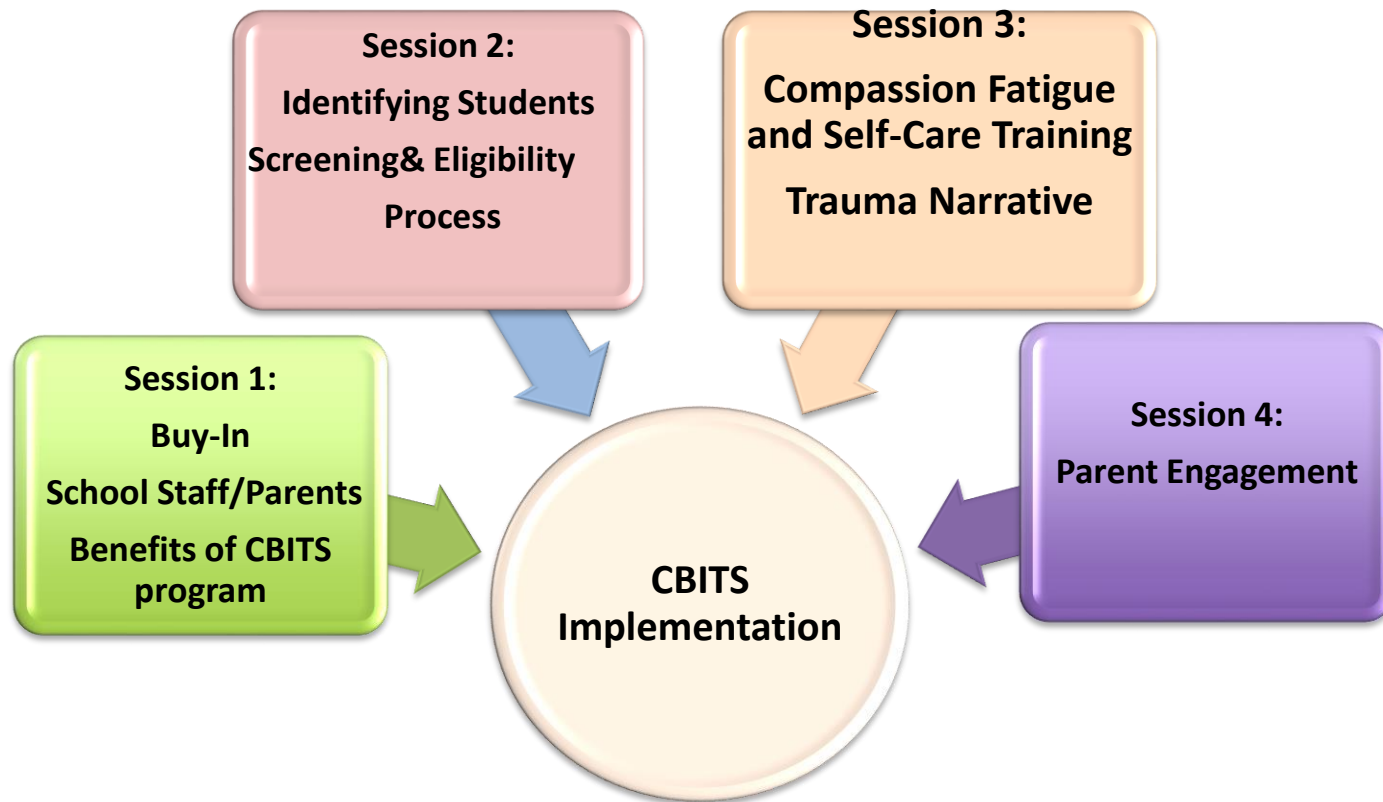 Session 1:
Buy-In
School Staff/Parents
Benefits of CBITS
program
Session 2:
Identifying Students
Screening& Eligibility
Process
Session 3:
Compassion Fatigue
and Self-Care Training
Trauma Narrative
Session 4:
Parent Engagement
CBITS
Implementation